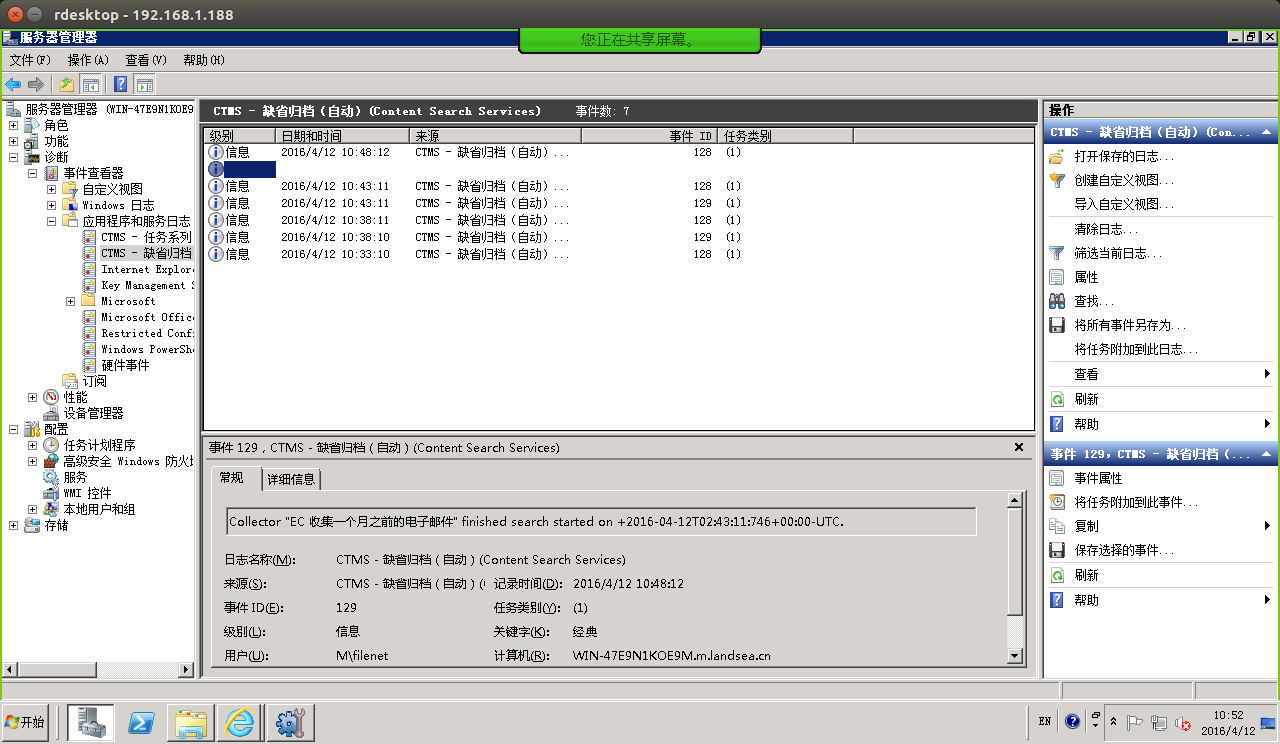 rdesktop - 192.168.1.188
服务器管理器
您正在共享屏幕。
文件(F) 操作(A) 查看(V) 帮助(H)
服务器管理器 (WIN-47E9N1KOE9
角色
功能
诊断
事件查看器
自定义视图
Windows 日志
应用程序和服务日志
CTMS - 任务系列
CTMS - 缺省归档
Internet Explor
Key Management S
Microsoft
Microsoft Offic
Restricted Conf
Windows PowerSh
硬件事件
订阅
性能
设备管理器
配置
任务计划程序
高级安全 Windows 防火
服务
WMI 控件
本地用户和组
存储
CTMS - 缺省归档（自动）(Content Search Services) 事件数: 7
级别 日期和时间 来源 事件 ID 任务类别
信息 2016/4/12 10:48:12 CTMS - 缺省归档（自动）... 128 (1)
信息 2016/4/12 10:43:11 CTMS - 缺省归档（自动）... 128 (1)
信息 2016/4/12 10:43:11 CTMS - 缺省归档（自动）... 129 (1)
信息 2016/4/12 10:38:11 CTMS - 缺省归档（自动）... 128 (1)
信息 2016/4/12 10:38:10 CTMS - 缺省归档（自动）... 129 (1)
信息 2016/4/12 10:33:10 CTMS - 缺省归档（自动）... 128 (1)
事件 129，CTMS - 缺省归档（自动）(Content Search Services)
常规 详细信息
Collector "EC 收集一个月之前的电子邮件" finished search started on +2016-04-12T02:43:11:746+00:00-UTC.
日志名称(M): CTMS - 缺省归档（自动）(Content Search Services)
来源(S): CTMS - 缺省归档（自动）( 记录时间(D): 2016/4/12 10:48:12
事件 ID(E): 129 任务类别(Y): (1)
级别(L): 信息 关键字(K): 经典
用户(U): M\filenet 计算机(R): WIN-47E9N1KOE9M.m.landsea.cn
操作
CTMS - 缺省归档（自动）(Con...
打开保存的日志...
创建自定义视图...
导入自定义视图...
清除日志...
筛选当前日志...
属性
查找...
将所有事件另存为...
将任务附加到此日志...
查看
刷新
帮助
事件 129，CTMS - 缺省归档（...
事件属性
将任务附加到此事件...
复制
保存选择的事件...
刷新
帮助
开始
EN
10:52
2016/4/12